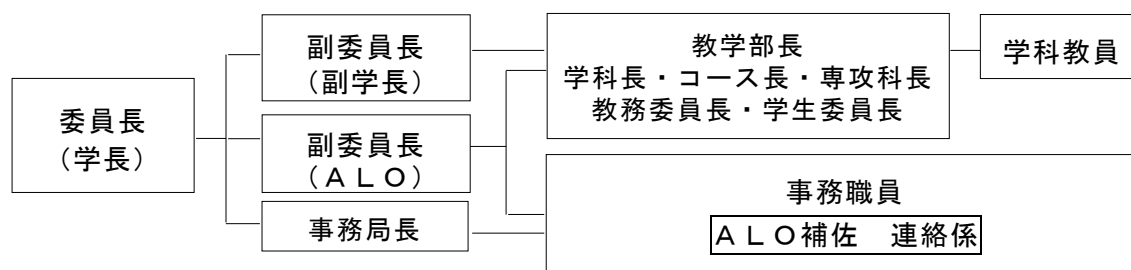 委員長
（学長）
副委員長
（副学長）
副委員長
（ＡＬＯ）
事務局長
教学部長
学科長・コース長・専攻科長
教務委員長・学生委員長
学科教員
事務職員
ＡＬＯ補佐　連絡係